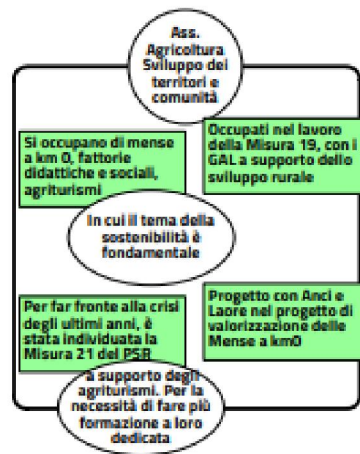 Ass.
Agricoltura
Sviluppo dei
territori e
comunità
Si occupano di mense
a km 0, fattorie
didattiche e sociali,
agriturismi
Occupati nel lavoro
della Misura 19, con i
GAL a supporto dello
sviluppo rurale
In cui il tema della
sostenibilità è
fondamentale
Per far fronte alla crisi
degli ultimi anni, è
stata individuata la
Misura 21 del PSR
Progetto con Anci e
Laore nel progetto di
valorizzazione delle
Mense a km0
a supporto degli
agriturismi. Per la
necessità di fare più
formazione a loro
dedicata